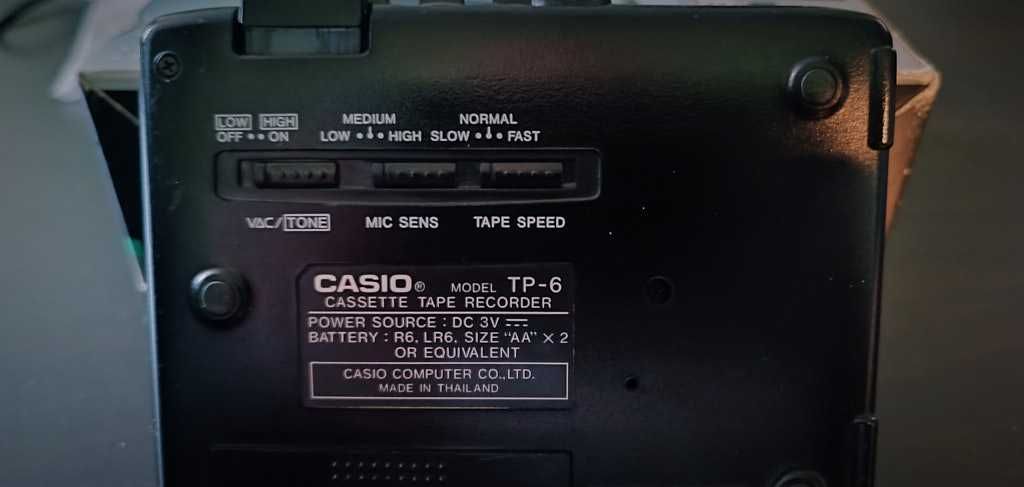 LOW HIGH MEDIUM NORMAL
OFF •• ON LOW ••• HIGH SLOW ••• FAST
VAC/TONE MIC SENS TAPE SPEED
CASIO® MODEL TP-6
CASSETTE TAPE RECORDER
POWER SOURCE : DC 3V ⎓
BATTERY : R6, LR6, SIZE "AA" × 2
OR EQUIVALENT
CASIO COMPUTER CO.,LTD.
MADE IN THAILAND